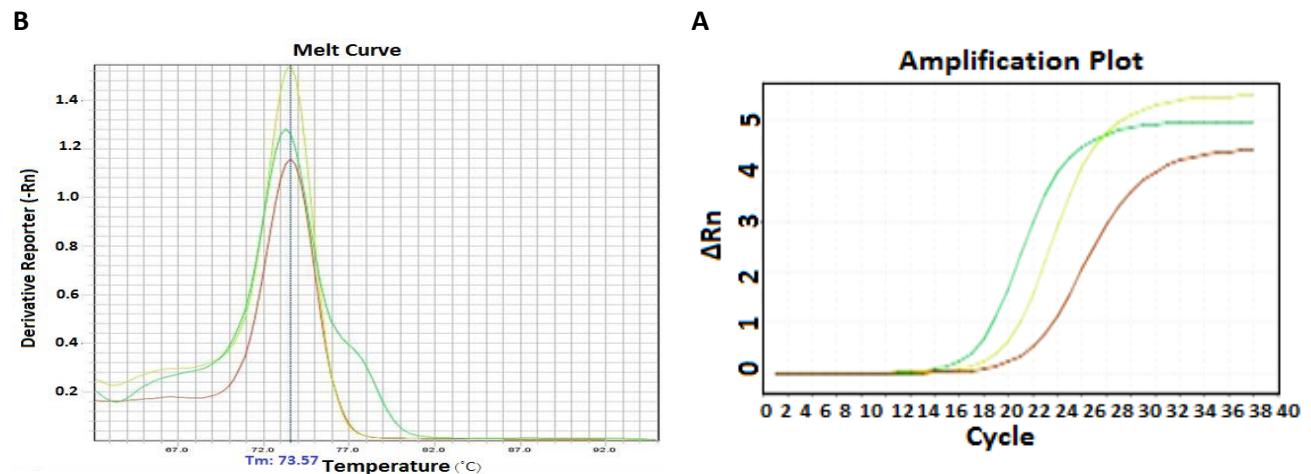 B
Melt Curve
Derivative Reporter (-Rn)
1.4
1.2
1.0
0.8
0.6
0.4
0.2
67.0 72.0 77.0 82.0 87.0 92.0
Tm: 73.57 Temperature (˚C)
A
Amplification Plot
ΔRn
5
4
3
2
1
0
0 2 4 6 8 10 12 14 16 18 20 22 24 26 28 30 32 34 36 38 40
Cycle